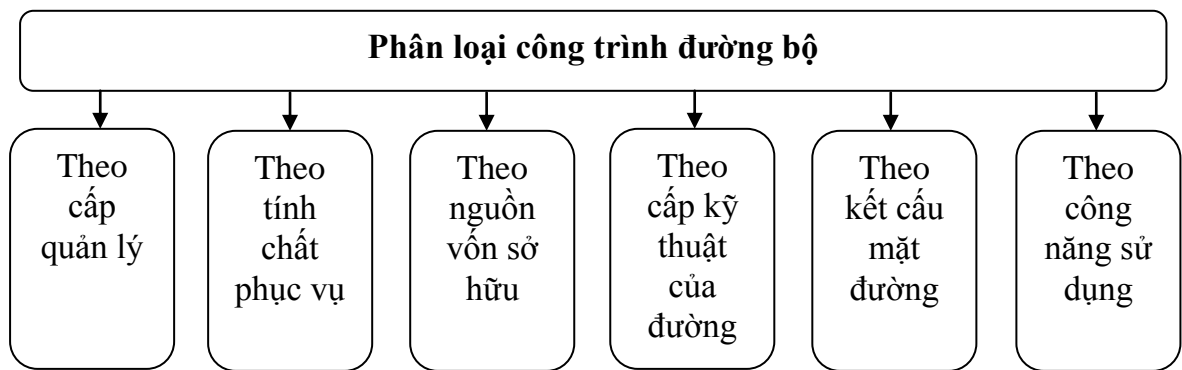 Phân loại công trình đường bộ
Theo
cấp
quản lý
Theo
tính
chất
phục vụ
Theo
nguồn
vốn sở
hữu
Theo
cấp kỹ
thuật
của
đường
Theo
kết cấu
mặt
đường
Theo
công
năng sử
dụng